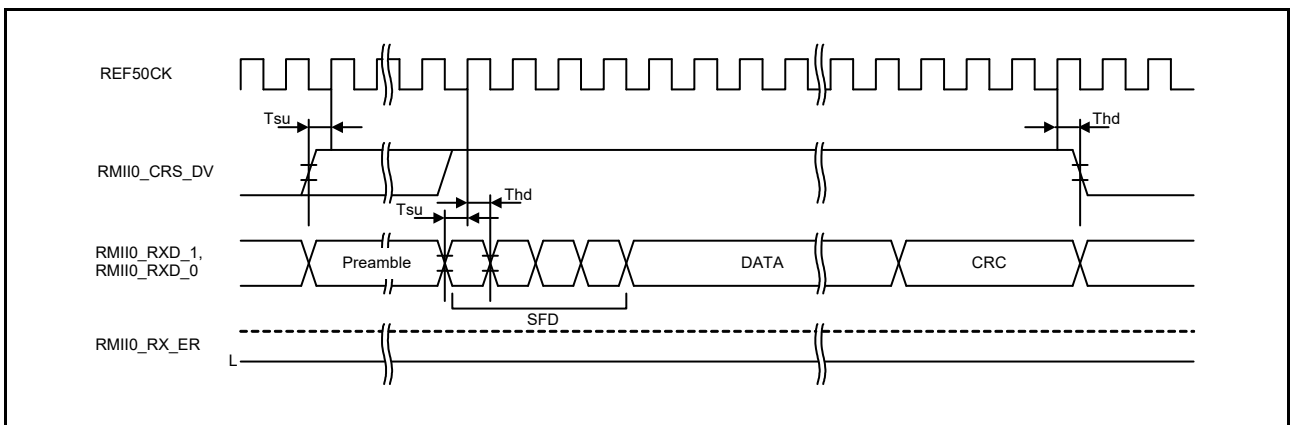 REF50CK
Tsu
Thd
RMII0_CRS_DV
Thd
Tsu
RMII0_RXD_1,
RMII0_RXD_0
Preamble
DATA
CRC
SFD
RMII0_RX_ER
L